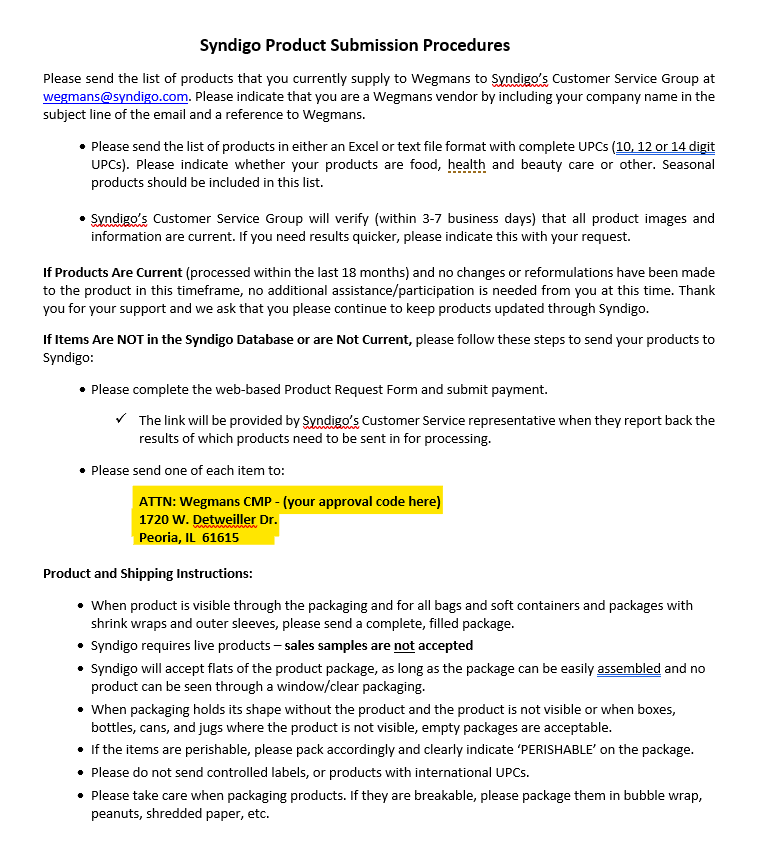 Syndigo Product Submission Procedures
Please send the list of products that you currently supply to Wegmans to Syndigo's Customer Service Group at
wegmans@syndigo.com. Please indicate that you are a Wegmans vendor by including your company name in the
subject line of the email and a reference to Wegmans.
• Please send the list of products in either an Excel or text file format with complete UPCs (10, 12 or 14 digit
UPCs). Please indicate whether your products are food, health and beauty care or other. Seasonal
products should be included in this list.
• Syndigo's Customer Service Group will verify (within 3-7 business days) that all product images and
information are current. If you need results quicker, please indicate this with your request.
If Products Are Current (processed within the last 18 months) and no changes or reformulations have been made
to the product in this timeframe, no additional assistance/participation is needed from you at this time. Thank
you for your support and we ask that you please continue to keep products updated through Syndigo.
If Items Are NOT in the Syndigo Database or are Not Current, please follow these steps to send your products to
Syndigo:
• Please complete the web-based Product Request Form and submit payment.
✓ The link will be provided by Syndigo's Customer Service representative when they report back the
results of which products need to be sent in for processing.
• Please send one of each item to:
ATTN: Wegmans CMP - (your approval code here)
1720 W. Detweiller Dr.
Peoria, IL  61615
Product and Shipping Instructions:
• When product is visible through the packaging and for all bags and soft containers and packages with
shrink wraps and outer sleeves, please send a complete, filled package.
• Syndigo requires live products – sales samples are not accepted
• Syndigo will accept flats of the product package, as long as the package can be easily assembled and no
product can be seen through a window/clear packaging.
• When packaging holds its shape without the product and the product is not visible or when boxes,
bottles, cans, and jugs where the product is not visible, empty packages are acceptable.
• If the items are perishable, please pack accordingly and clearly indicate 'PERISHABLE' on the package.
• Please do not send controlled labels, or products with international UPCs.
• Please take care when packaging products. If they are breakable, please package them in bubble wrap,
peanuts, shredded paper, etc.